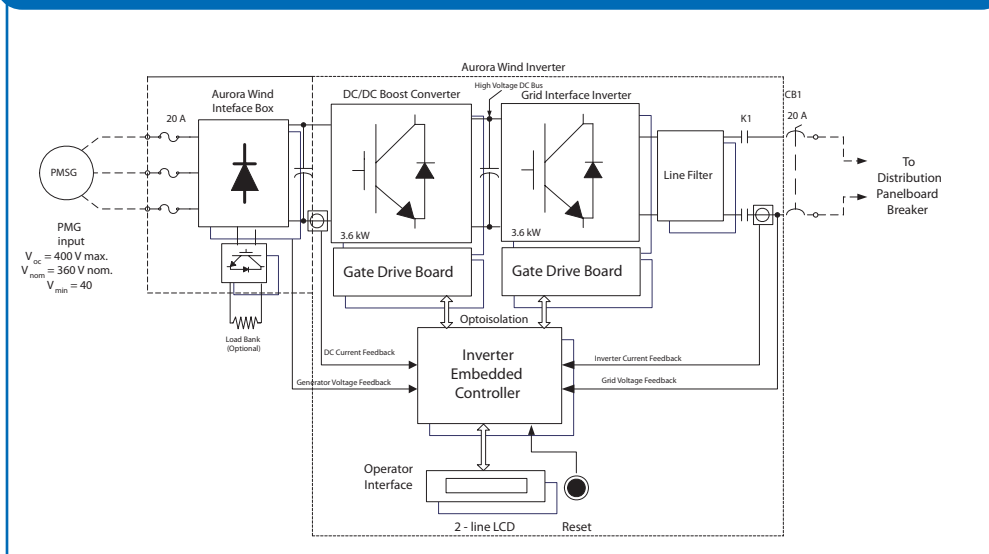 Aurora Wind Inverter
Aurora Wind
Inteface Box
DC/DC Boost Converter
High Voltage DC Bus
Grid Interface Inverter
CB1
20 A
K1
20 A
PMSG
Line Filter
To
Distribution
Panelboard
Breaker
PMG
input
V oc = 400 V max.
V nom = 360 V nom.
V min = 40
3.6 kW
3.6 kW
Gate Drive Board
Gate Drive Board
Load Bank
(Optional)
Optoisolation
DC Current Feedback
Generator Voltage Feedback
Inverter
Embedded
Controller
Inverter Current Feedback
Grid Voltage Feedback
Operator
Interface
2 - line LCD
Reset